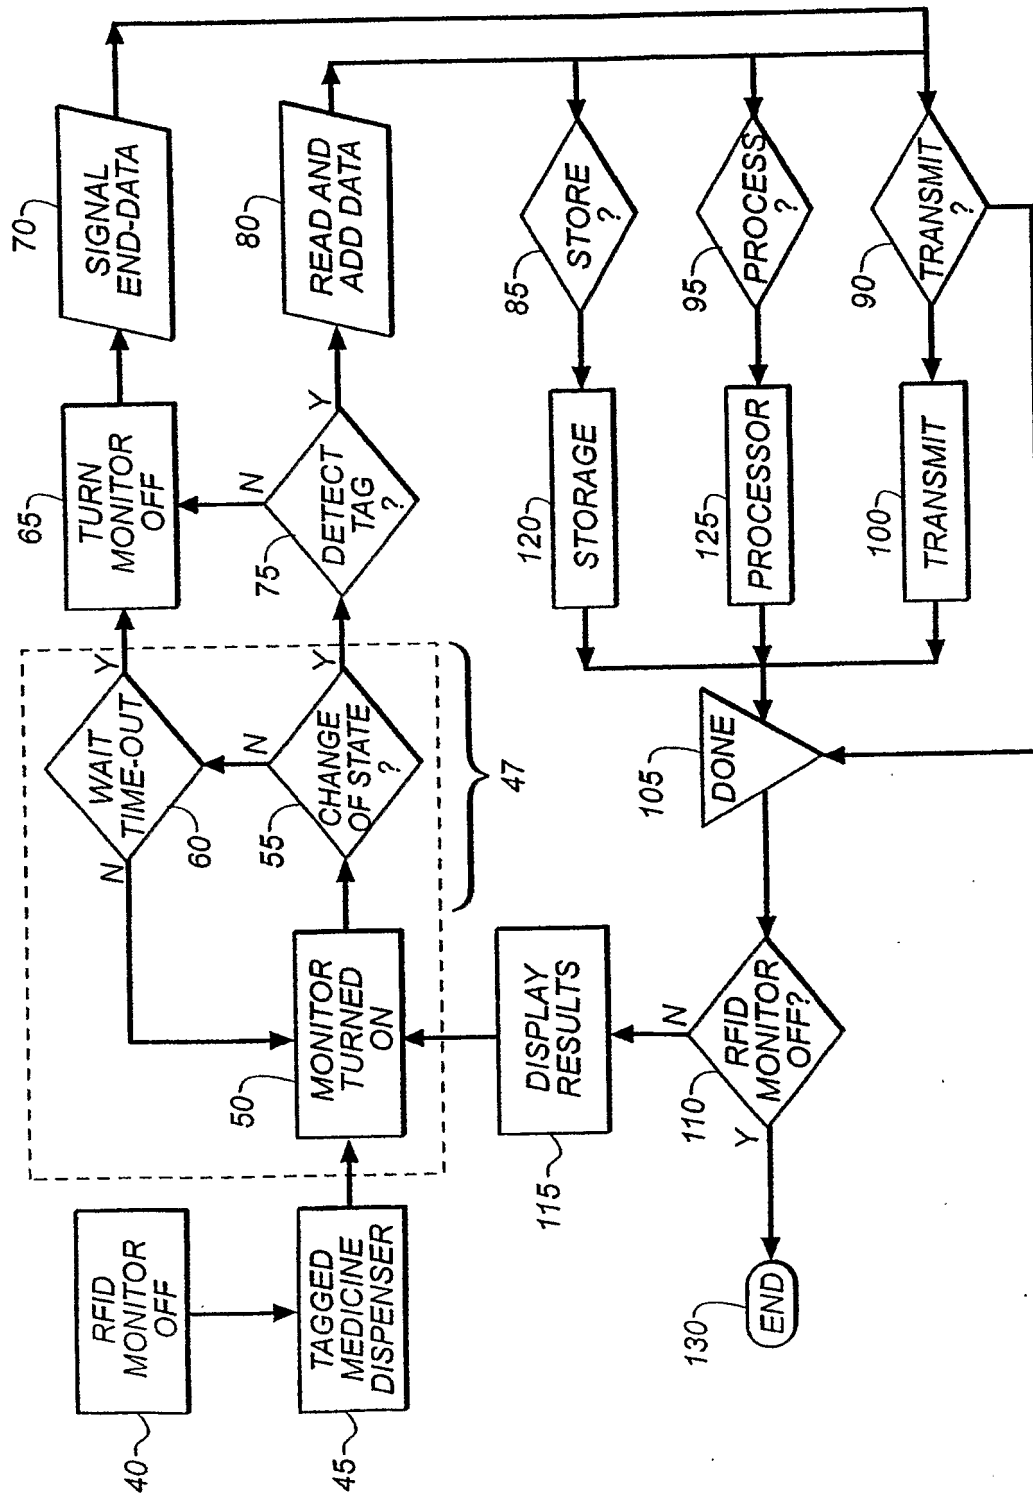 RFID
MONITOR
OFF
40
TAGGED
MEDICINE
DISPENSER
45
MONITOR
TURNED
ON
50
CHANGE
OF STATE
?
55
Y
N
WAIT
TIME-OUT
60
Y
N
47
TURN
MONITOR
OFF
65
SIGNAL
END-DATA
70
DETECT
TAG
?
75
Y
N
READ AND
ADD DATA
80
STORE
?
85
PROCESS
?
95
TRANSMIT
?
90
STORAGE
120
PROCESSOR
125
TRANSMIT
100
DONE
105
RFID
MONITOR
OFF?
110
N
Y
DISPLAY
RESULTS
115
END
130